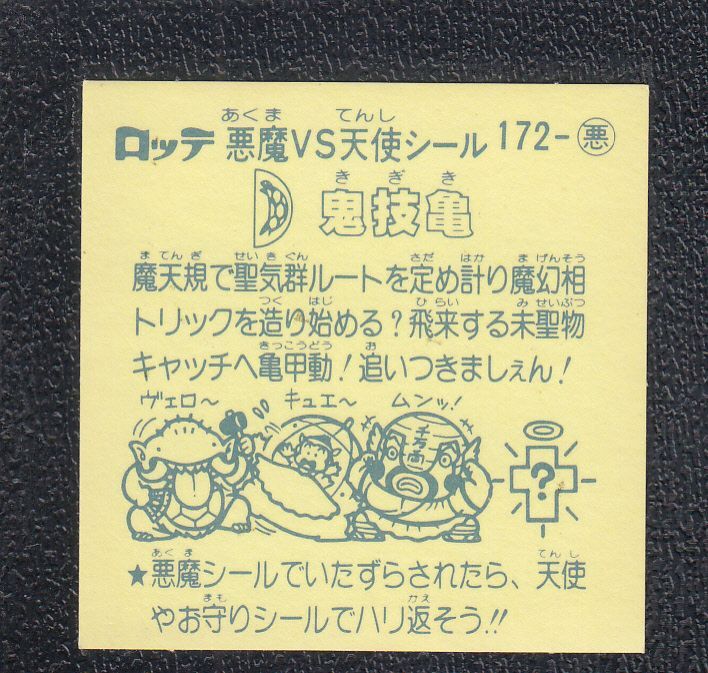 あくま てんし
ロッテ 悪魔VS天使シール 172-悪
きぎき
鬼技亀
まてんぎ せいきぐん さだ はか まげんそう
魔天規で聖気群ルートを定め計り魔幻相
つく はじ ひらい みせいぶつ
トリックを造り始める?飛来する未聖物
きっこうどう お
キャッチへ亀甲動!追いつきましぇん!
ヴェロ〜 キュエ〜 ムンッ!
?
あくま てんし
★悪魔シールでいたずらされたら、天使
まも かえ
やお守りシールでハリ返そう!!